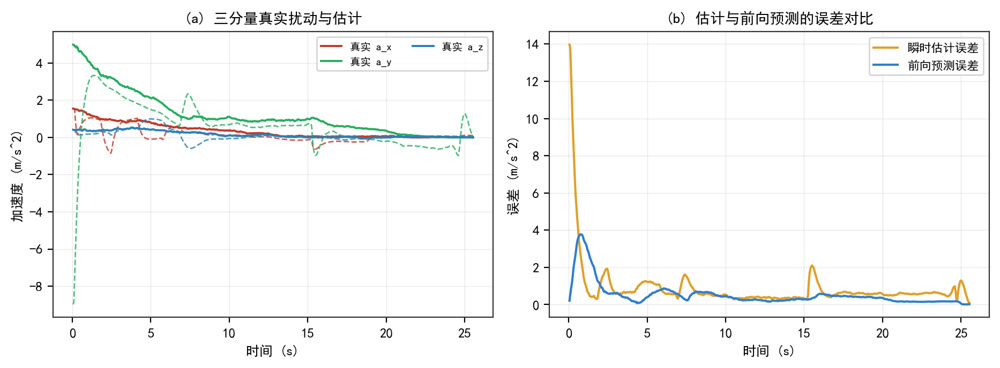 (a) 三分量真实扰动与估计
真实 a_x
真实 a_y
真实 a_z
4
2
0
−2
−4
−6
−8
加速度 (m/s^2)
0
5
10
15
20
25
时间 (s)
(b) 估计与前向预测的误差对比
瞬时估计误差
前向预测误差
14
12
10
8
6
4
2
0
误差 (m/s^2)
0
5
10
15
20
25
时间 (s)